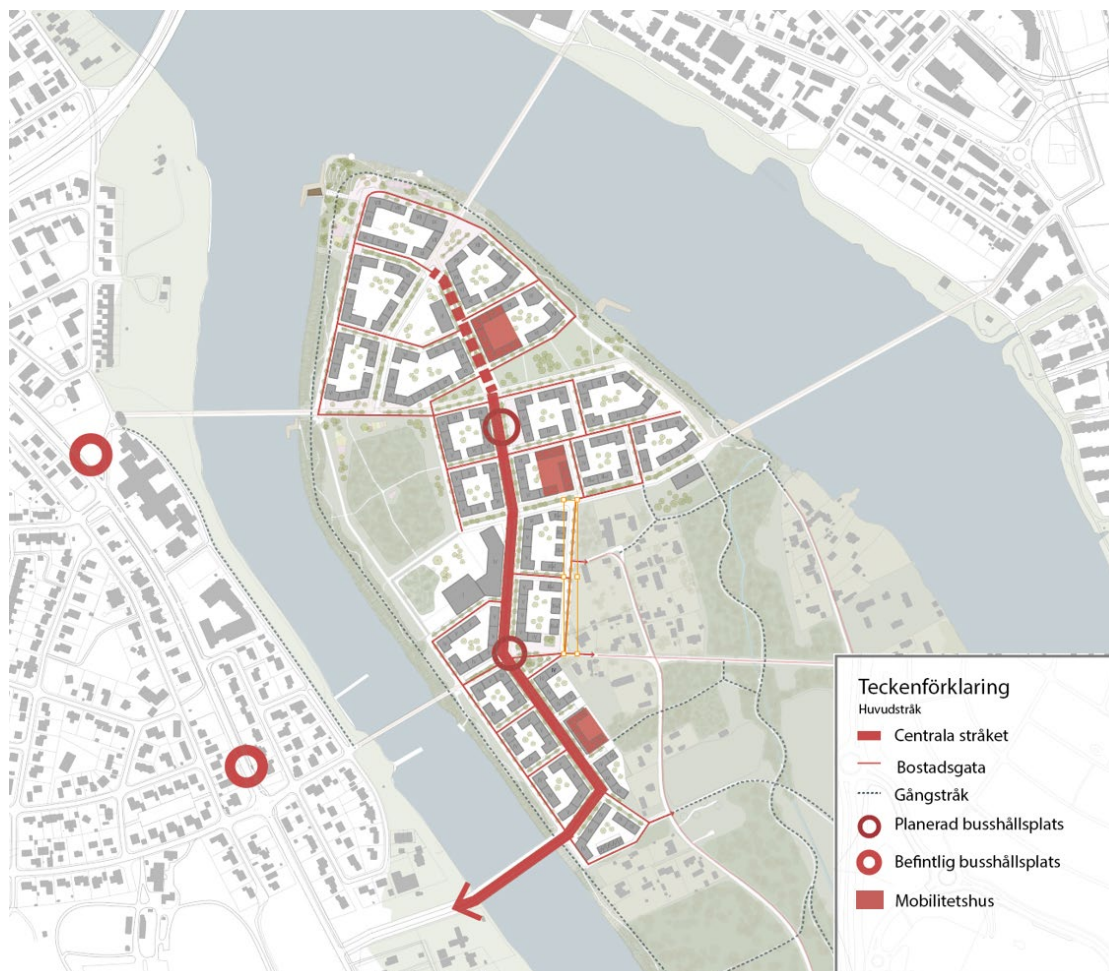 Teckenförklaring
Huvudstråk
Centrala stråket
Bostadsgata
Gångstråk
Planerad busshållsplats
Befintlig busshållsplats
Mobilitetshus